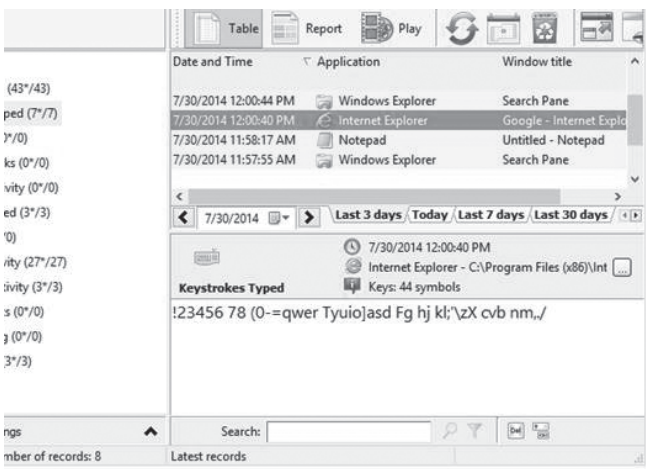 Table Report Play
Date and Time Application Window title
(43*/43)
ped (7*/7)
7/30/2014 12:00:44 PM Windows Explorer Search Pane
7/30/2014 12:00:40 PM Internet Explorer Google - Internet Explo
*/0)
7/30/2014 11:58:17 AM Notepad Untitled - Notepad
ks (0*/0)
7/30/2014 11:57:55 AM Windows Explorer Search Pane
vity (0*/0)
ed (3*/3)
7/30/2014 Last 3 days Today Last 7 days Last 30 days
'0)
7/30/2014 12:00:40 PM
vity (27*/27)
Internet Explorer - C:\Program Files (x86)\Int ...
tivity (3*/3)
Keystrokes Typed Keys: 44 symbols
s (0*/0)
!23456 78 (0-=qwer Tyuio]asd Fg hj kl;'\zX cvb nm,./
g (0*/0)
3*/3)
ngs Search:
mber of records: 8 Latest records